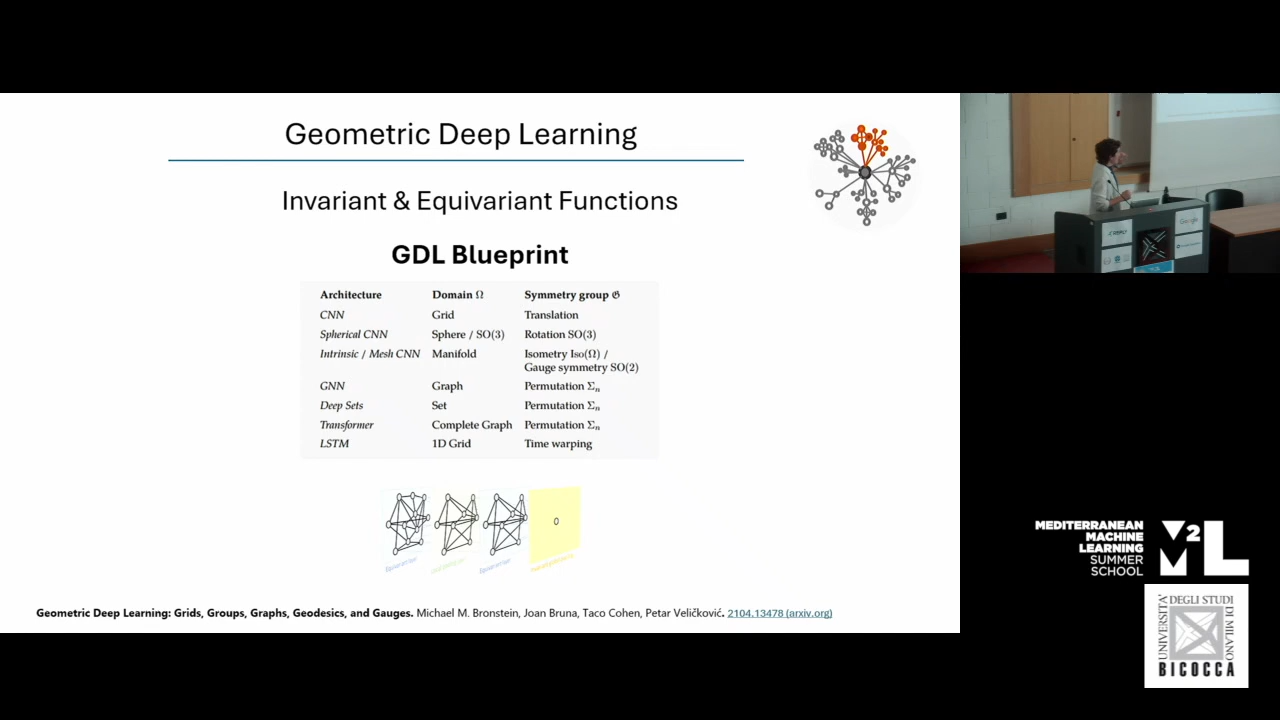 Geometric Deep Learning
Invariant & Equivariant Functions
GDL Blueprint
Architecture Domain Ω Symmetry group 𝔊
CNN Grid Translation
Spherical CNN Sphere / SO(3) Rotation SO(3)
Intrinsic / Mesh CNN Manifold Isometry Iso(Ω) /
Gauge symmetry SO(2)
GNN Graph Permutation Σn
Deep Sets Set Permutation Σn
Transformer Complete Graph Permutation Σn
LSTM 1D Grid Time warping
Geometric Deep Learning: Grids, Groups, Graphs, Geodesics, and Gauges. Michael M. Bronstein, Joan Bruna, Taco Cohen, Petar Veličković. 2104.13478 (arxiv.org)
Google
MEDITERRANEAN
MACHINE
LEARNING
SUMMER
SCHOOL
M2L
UNIVERSITA'
DEGLI STUDI
DI MILANO
BICOCCA